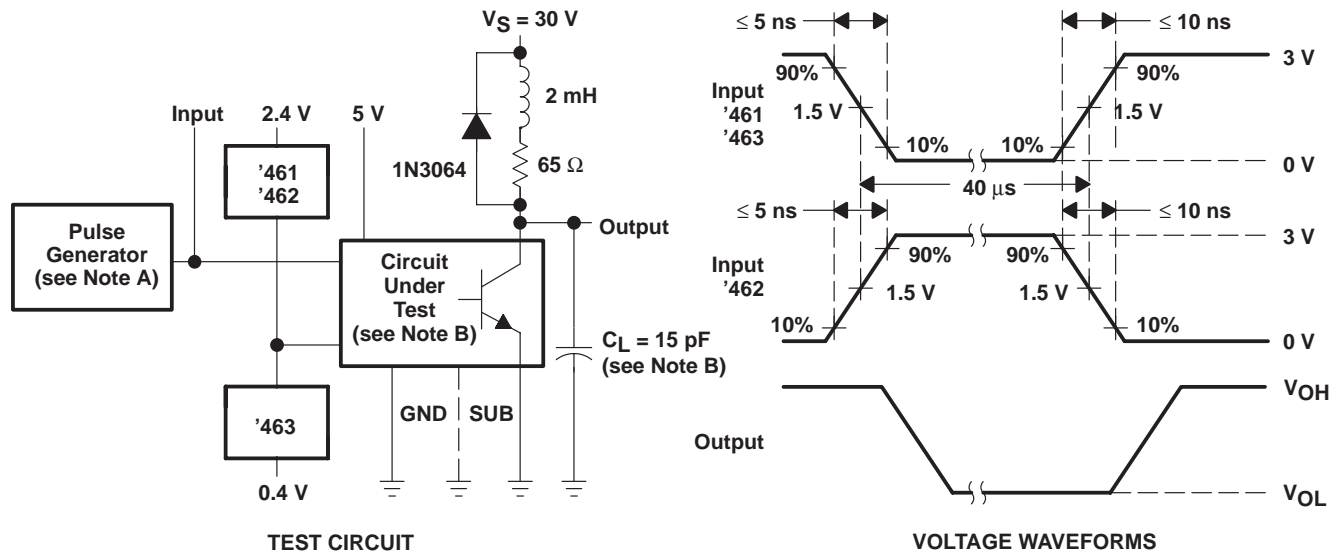 VS = 30 V
2 mH
Input
2.4 V
5 V
1N3064
65 Ω
'461
'462
Pulse
Generator
(see Note A)
Circuit
Under
Test
(see Note B)
Output
CL = 15 pF
(see Note B)
'463
GND
SUB
0.4 V
TEST CIRCUIT
≤ 5 ns
≤ 10 ns
3 V
90%
90%
Input
'461
'463
1.5 V
1.5 V
10%
10%
0 V
40 µs
≤ 5 ns
≤ 10 ns
3 V
90%
90%
Input
'462
1.5 V
1.5 V
10%
10%
0 V
VOH
Output
VOL
VOLTAGE WAVEFORMS